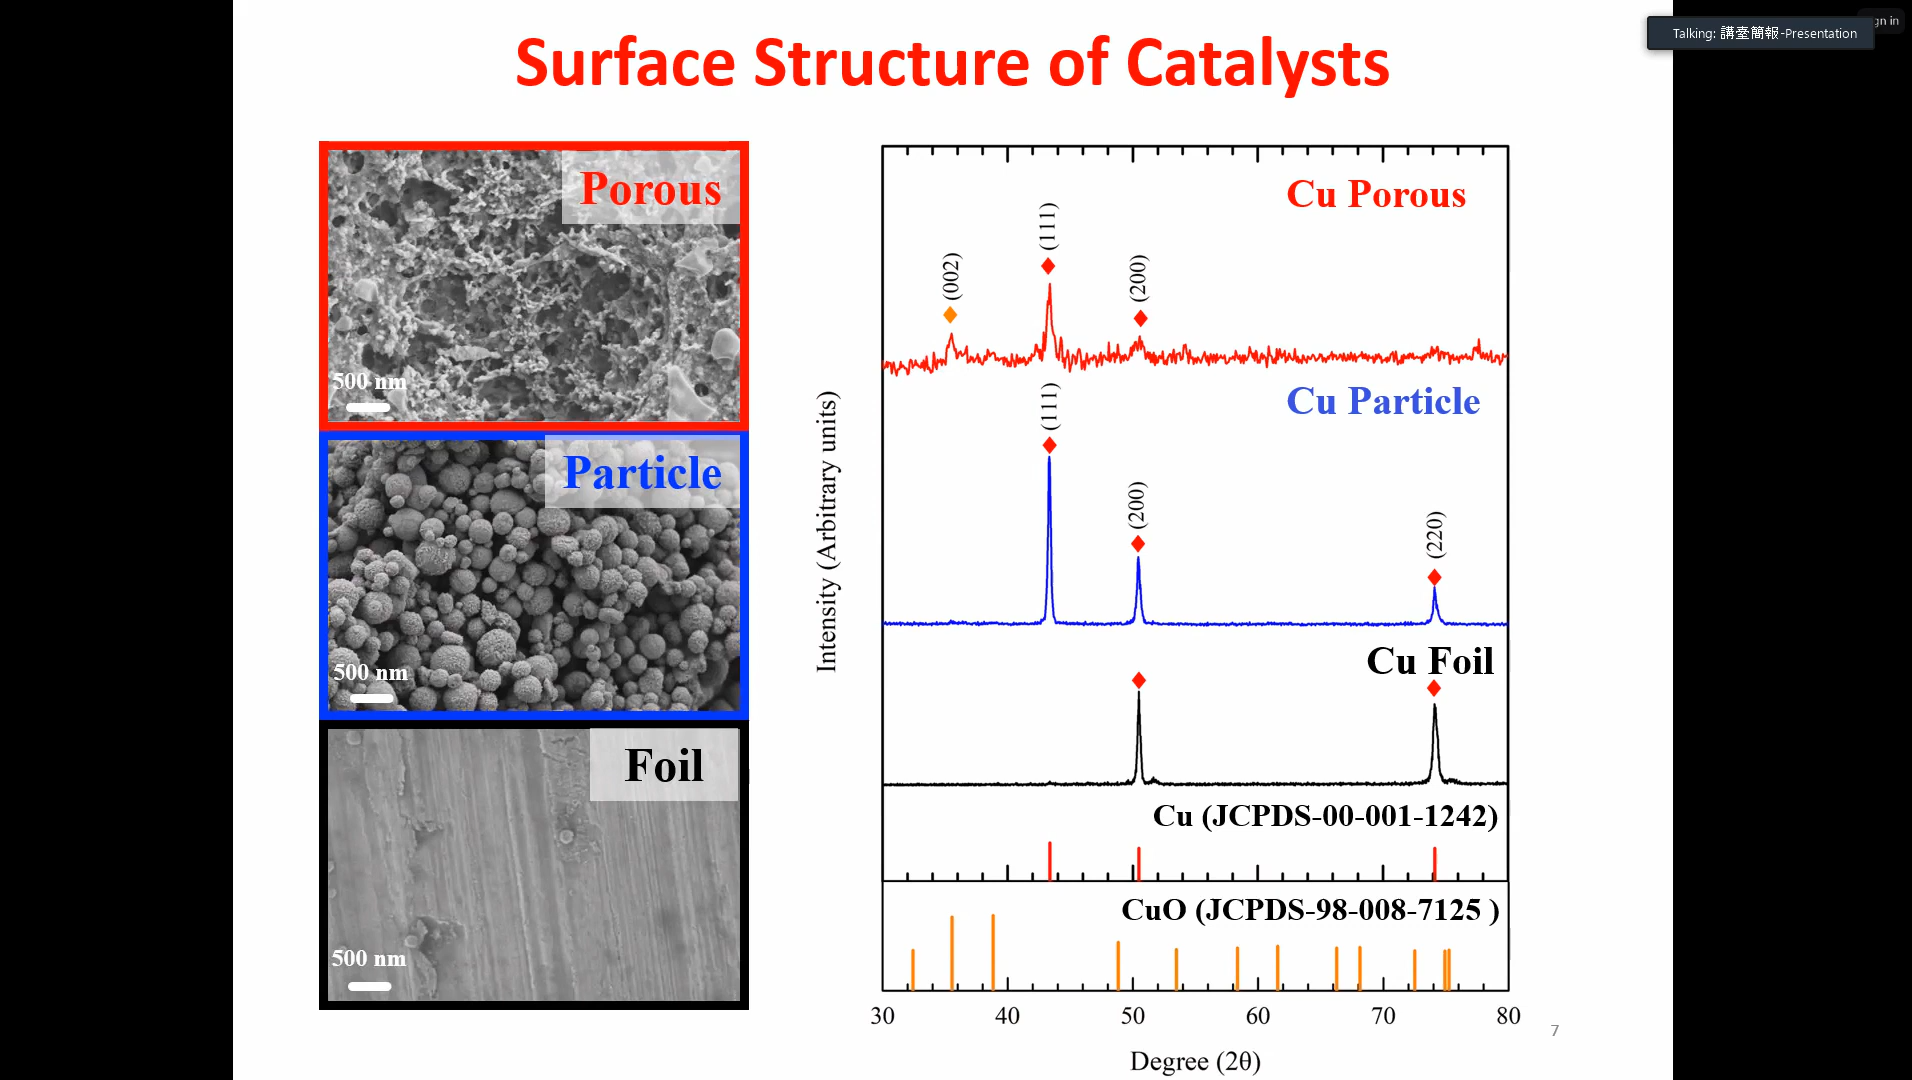 Surface Structure of Catalysts
Talking: 講臺簡報-Presentation
gn in
Porous
500 nm
Particle
500 nm
Foil
500 nm
Intensity (Arbitrary units)
Cu Porous
(002)
(111)
(200)
Cu Particle
(111)
(200)
(220)
Cu Foil
Cu (JCPDS-00-001-1242)
CuO (JCPDS-98-008-7125 )
30 40 50 60 70 80
Degree (2θ)
7